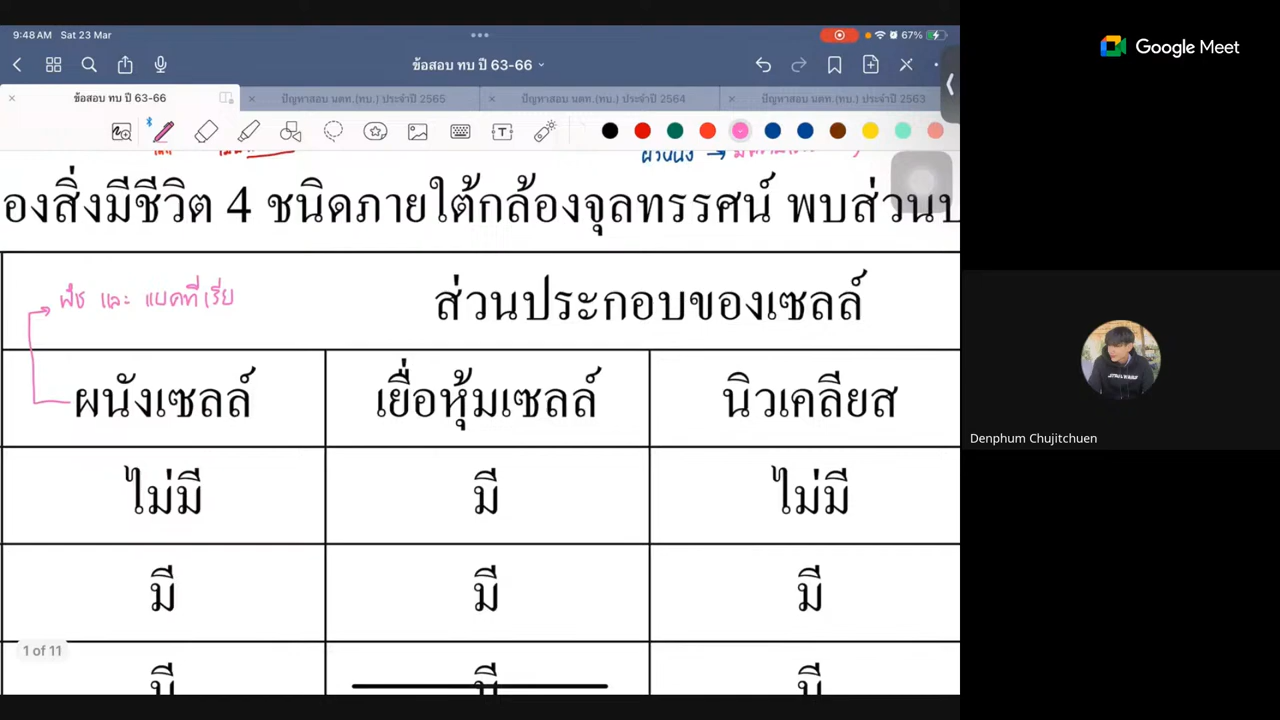 9:48 AM Sat 23 Mar
67%
Google Meet
ข้อสอบ ทบ ปี 63-66
ข้อสอบ ทบ ปี 63-66
ปัญหาสอบ นตท.(ทบ.) ประจำปี 2565
ปัญหาสอบ นตท.(ทบ.) ประจำปี 2564
ปัญหาสอบ นตท.(ทบ.) ประจำปี 2563
องสิ่งมีชีวิต 4 ชนิดภายใต้กล้องจุลทรรศน์ พบส่วน
พืช และ แบคทีเรีย
ส่วนประกอบของเซลล์
ผนังเซลล์ เยื่อหุ้มเซลล์ นิวเคลียส
ไม่มี มี ไม่มี
มี มี มี
มี มี มี
1 of 11
Denphum Chujitchuen